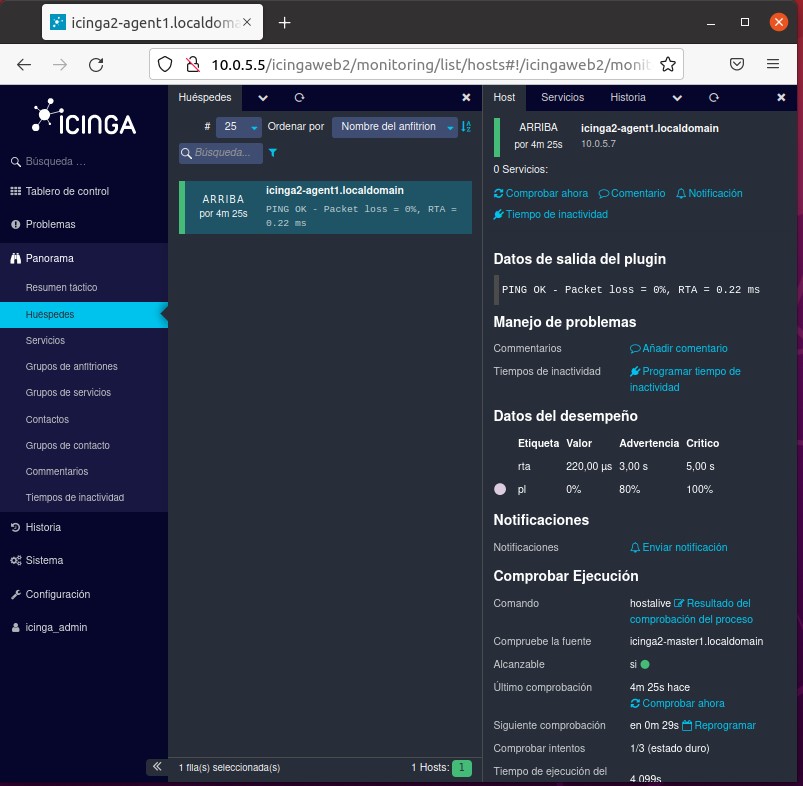 icinga2-agent1.localdoma
10.0.5.5/icingaweb2/monitoring/list/hosts#!/icingaweb2/monit
ICINGA
Búsqueda ...
Tablero de control
Problemas
Panorama
Resumen táctico
Huéspedes
Servicios
Grupos de anfitriones
Grupos de servicios
Contactos
Grupos de contacto
Commentarios
Tiempos de inactividad
Historia
Sistema
Configuración
icinga_admin
Huéspedes
# 25 Ordenar por Nombre del anfitrion
Búsqueda...
ARRIBA icinga2-agent1.localdomain
por 4m 25s PING OK - Packet loss = 0%, RTA =
0.22 ms
1 fila(s) seleccionada(s) 1 Hosts: 1
Host Servicios Historia
ARRIBA icinga2-agent1.localdomain
por 4m 25s 10.0.5.7
0 Servicios:
Comprobar ahora Comentario Notificación
Tiempo de inactividad
Datos de salida del plugin
PING OK - Packet loss = 0%, RTA = 0.22 ms
Manejo de problemas
Commentarios Añadir comentario
Tiempos de inactividad Programar tiempo de
inactividad
Datos del desempeño
Etiqueta Valor Advertencia Critico
rta 220,00 µs 3,00 s 5,00 s
pl 0% 80% 100%
Notificaciones
Notificaciones Enviar notificación
Comprobar Ejecución
Comando hostalive Resultado del
comprobación del proceso
Compruebe la fuente icinga2-master1.localdomain
Alcanzable si
Último comprobación 4m 25s hace
Comprobar ahora
Siguiente comprobación en 0m 29s Reprogramar
Comprobar intentos 1/3 (estado duro)
Tiempo de ejecución del
4.099s